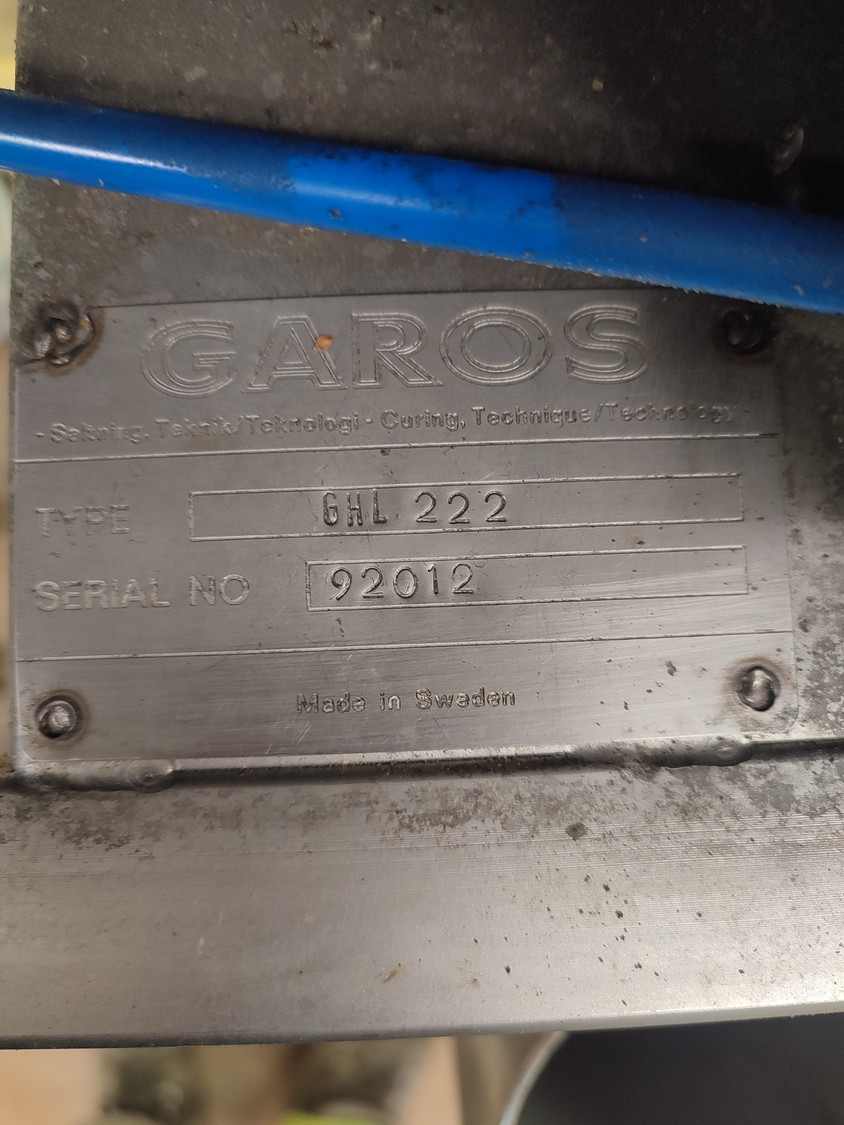 GAROS
- Saltning, Teknik/Teknologi - Curing, Technique/Technology -
TYPE GHL 222
SERIAL NO 92012
Made in Sweden